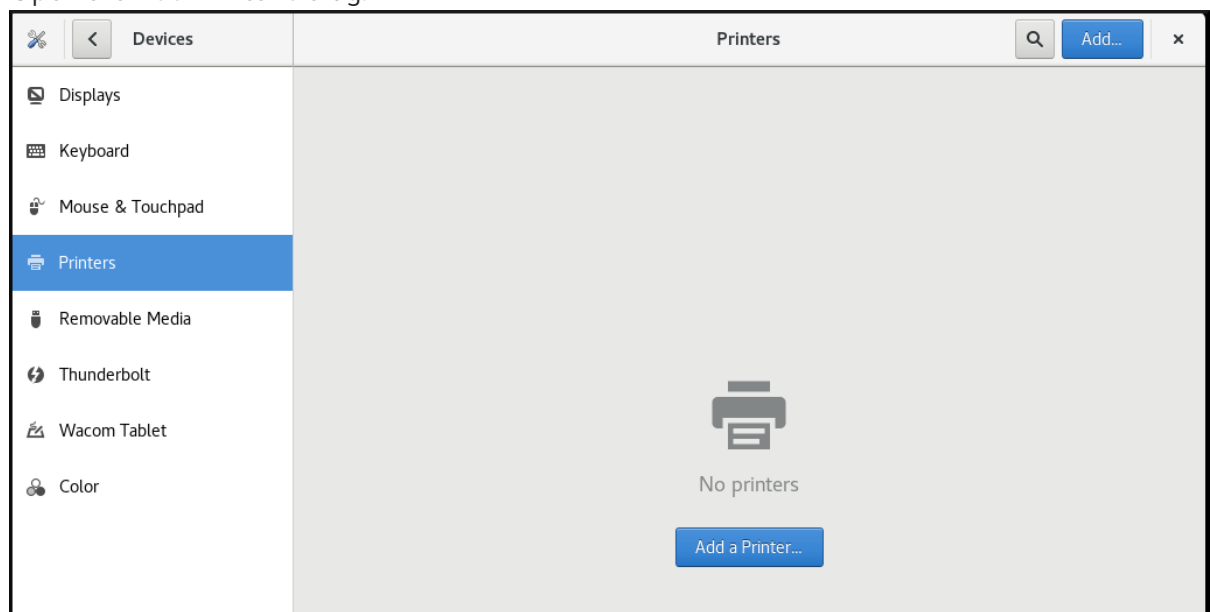 Devices
Printers
Add...
Displays
Keyboard
Mouse & Touchpad
Printers
Removable Media
Thunderbolt
Wacom Tablet
Color
No printers
Add a Printer...